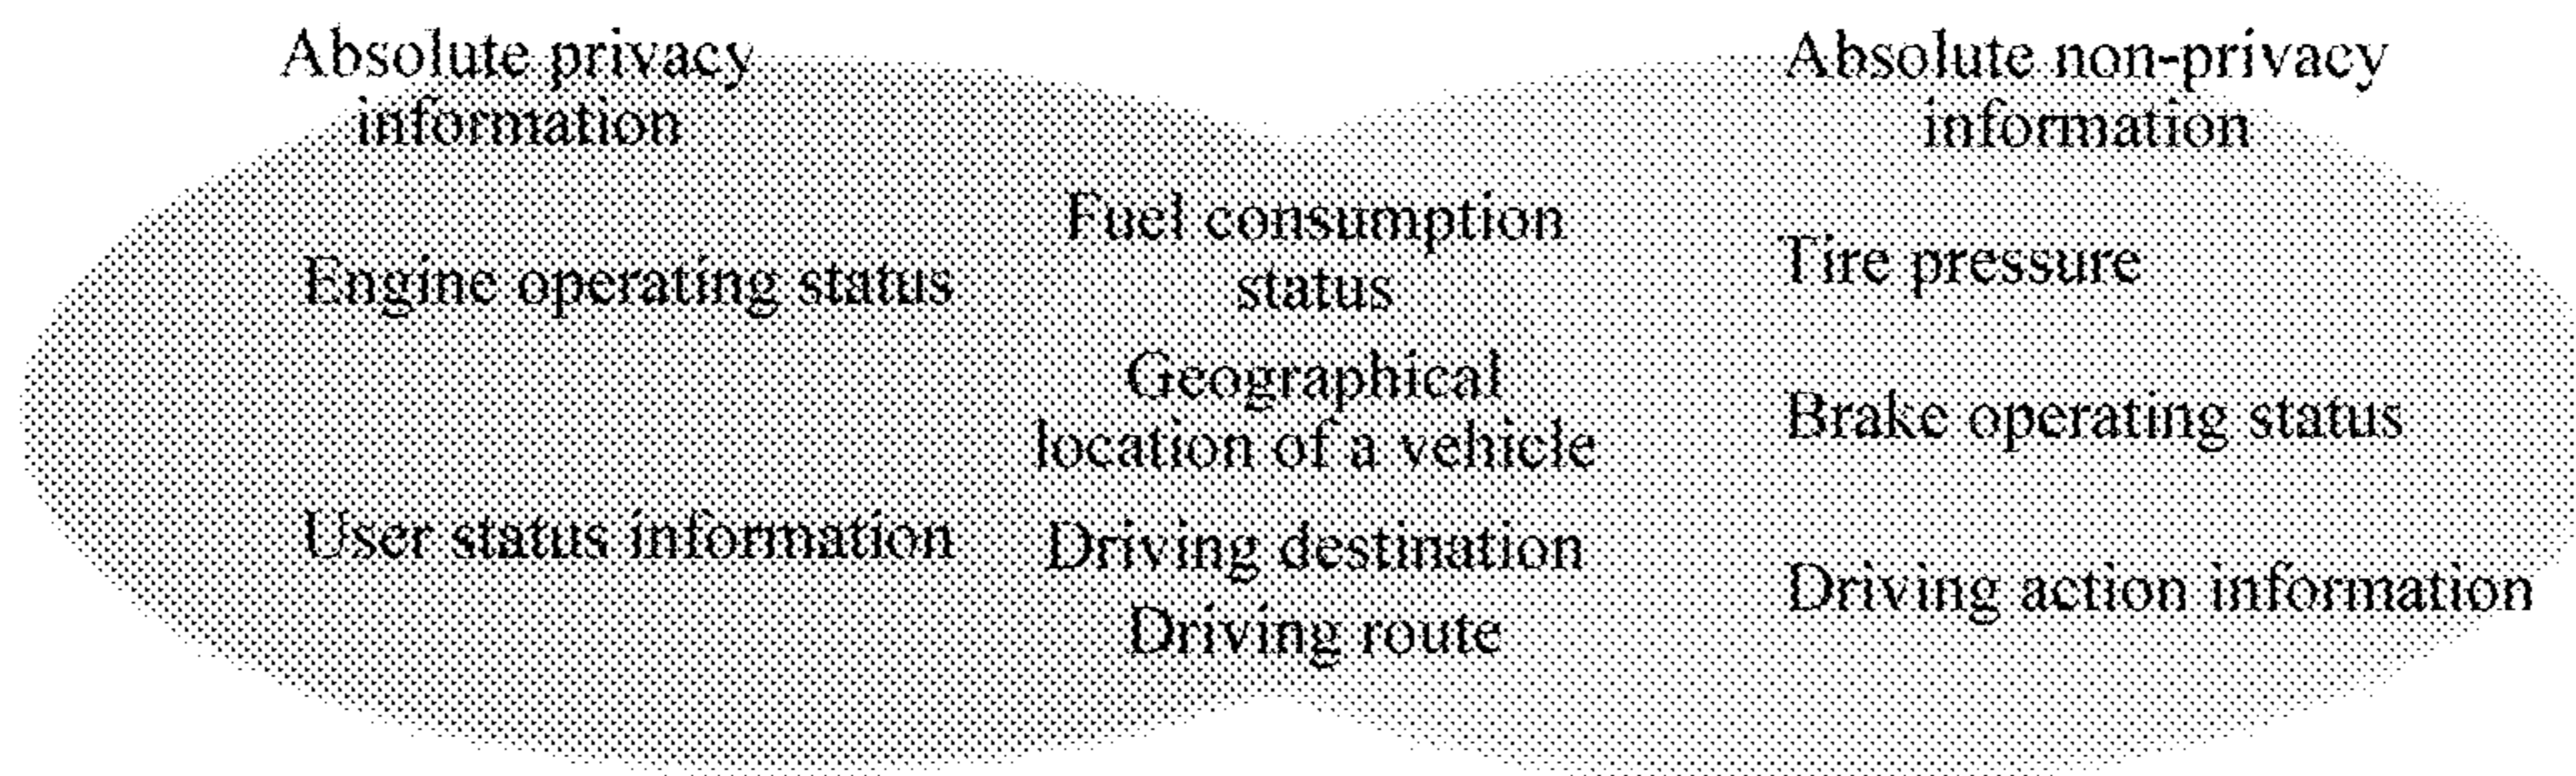 Absolute privacy
information
Absolute non-privacy
information
Engine operating status
User status information
Fuel consumption
status
Geographical
location of a vehicle
Driving destination
Driving route
Tire pressure
Brake operating status
Driving action information